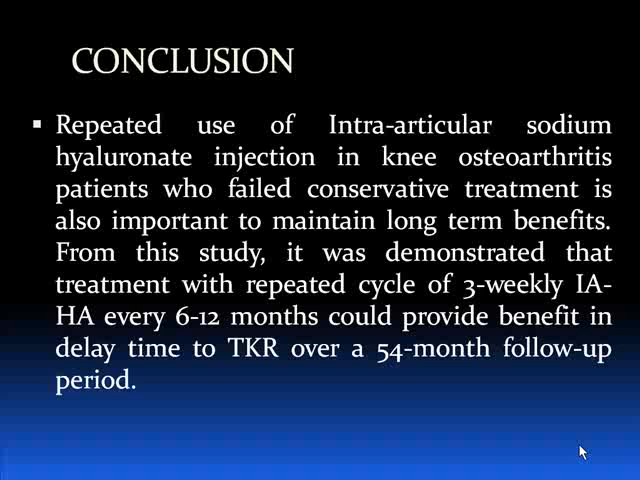 CONCLUSION
▪ Repeated use of Intra-articular sodium
hyaluronate injection in knee osteoarthritis
patients who failed conservative treatment is
also important to maintain long term benefits.
From this study, it was demonstrated that
treatment with repeated cycle of 3-weekly IA-
HA every 6-12 months could provide benefit in
delay time to TKR over a 54-month follow-up
period.